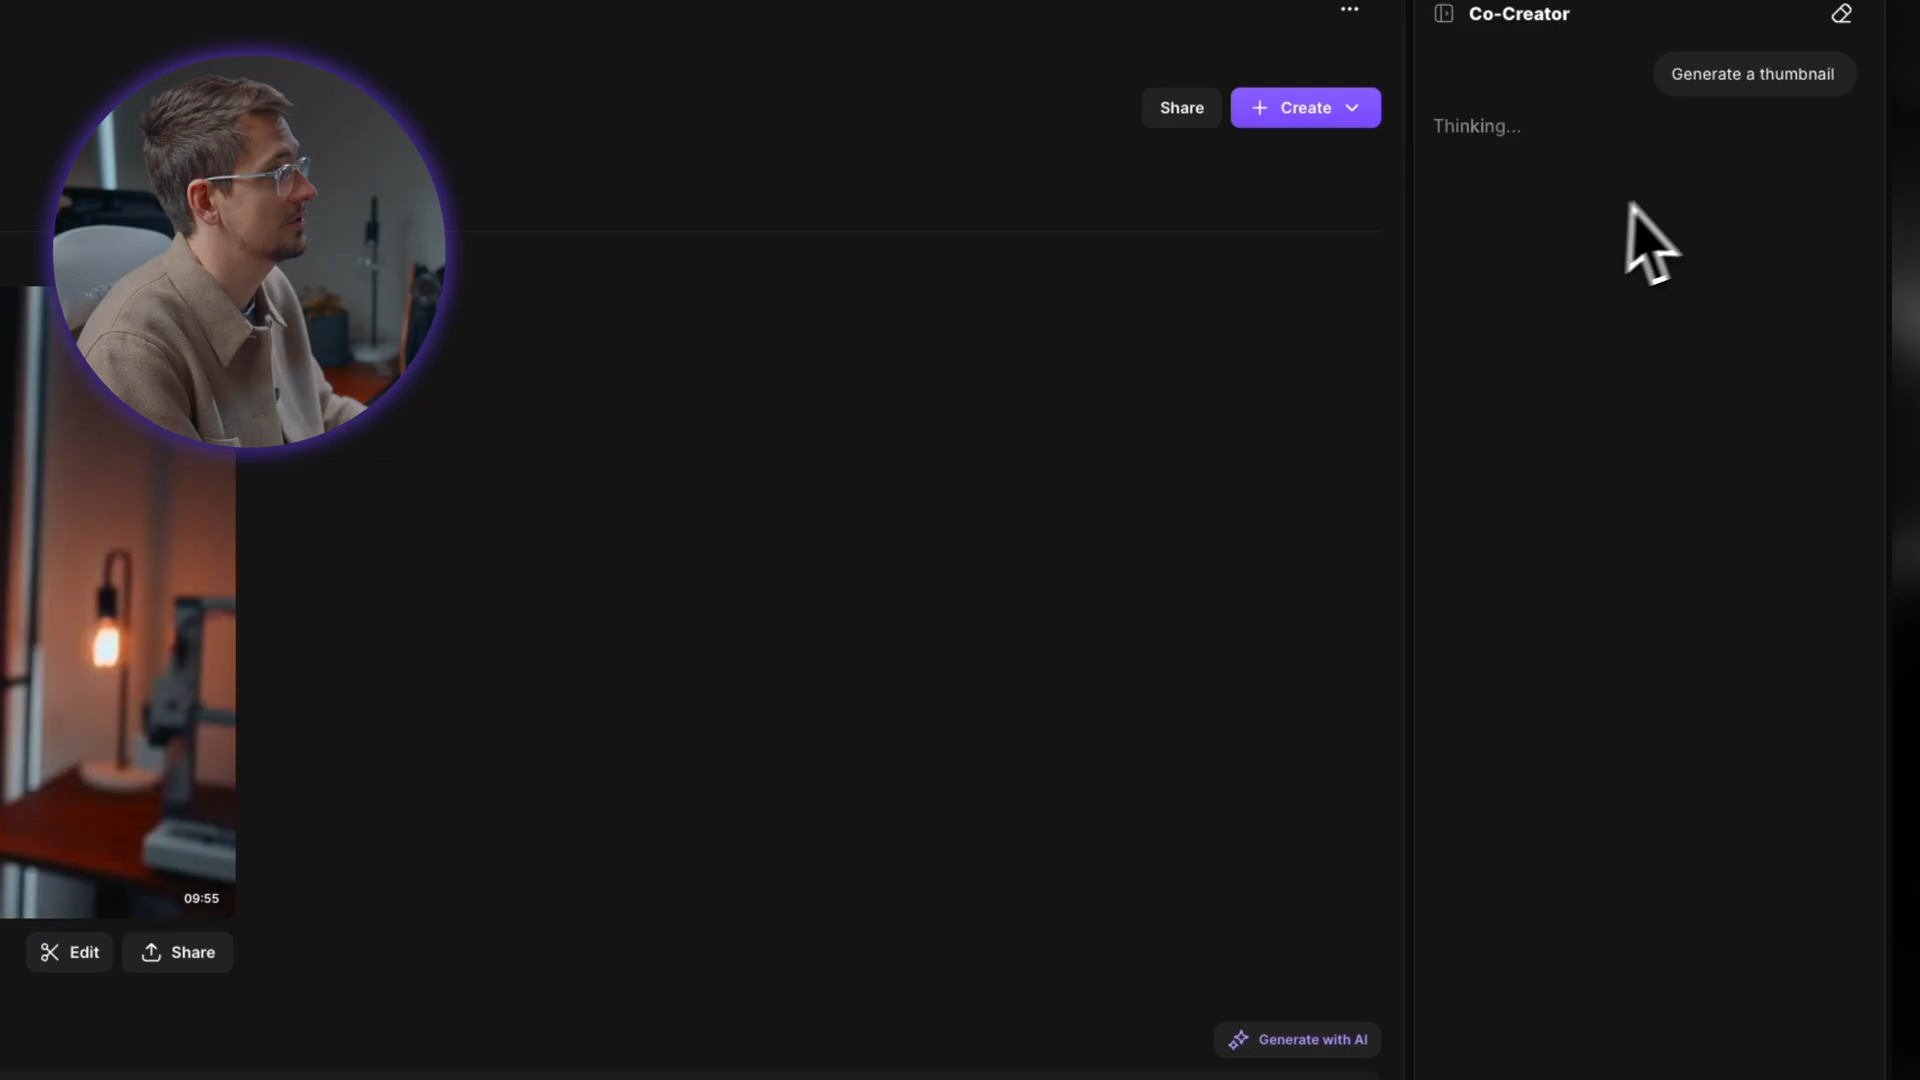 Co-Creator
Generate a thumbnail
Share
Create
Thinking...
09:55
Edit
Share
Generate with AI